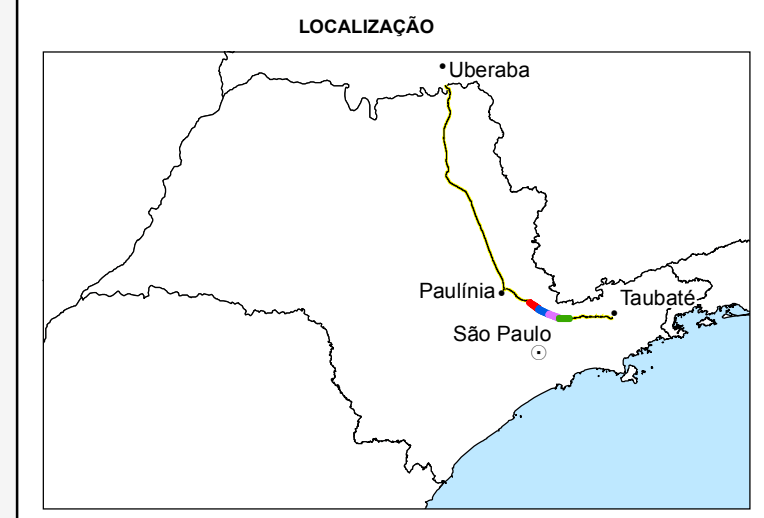 LOCALIZAÇÃO
Uberaba
Paulínia
Taubaté
São Paulo